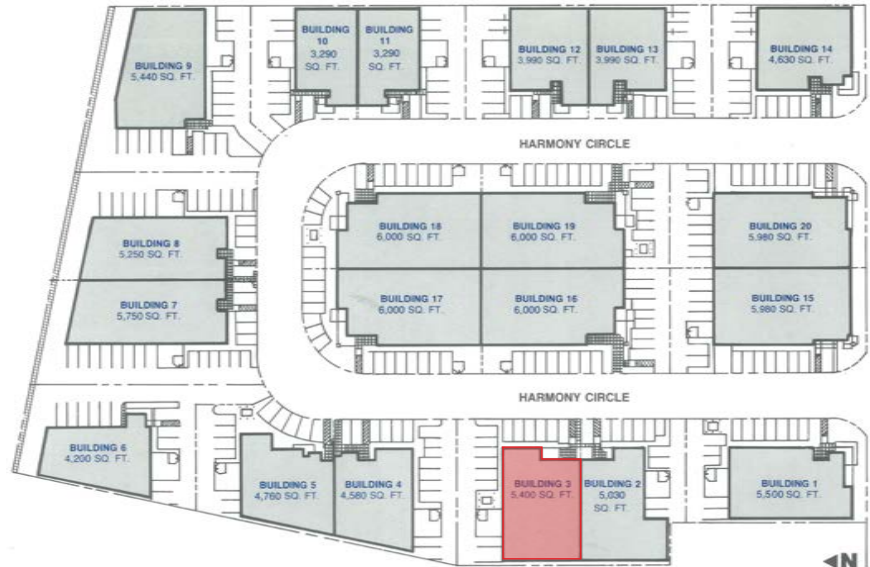 BUILDING 9
5,440 SQ. FT.
BUILDING
10
3,290
SQ. FT.
BUILDING
11
3,290
SQ. FT.
BUILDING 12
3,990 SQ. FT.
BUILDING 13
3,990 SQ. FT.
BUILDING 14
4,630 SQ. FT.
HARMONY CIRCLE
BUILDING 8
5,250 SQ. FT.
BUILDING 7
5,750 SQ. FT.
BUILDING 18
6,000 SQ. FT.
BUILDING 19
6,000 SQ. FT.
BUILDING 20
5,980 SQ. FT.
BUILDING 17
6,000 SQ. FT.
BUILDING 16
6,000 SQ. FT.
BUILDING 15
5,980 SQ. FT.
HARMONY CIRCLE
BUILDING 6
4,200 SQ. FT.
BUILDING 5
4,760 SQ. FT.
BUILDING 4
4,580 SQ. FT.
BUILDING 3
5,400 SQ. FT.
BUILDING 2
5,030
SQ. FT.
BUILDING 1
5,500 SQ. FT.
N